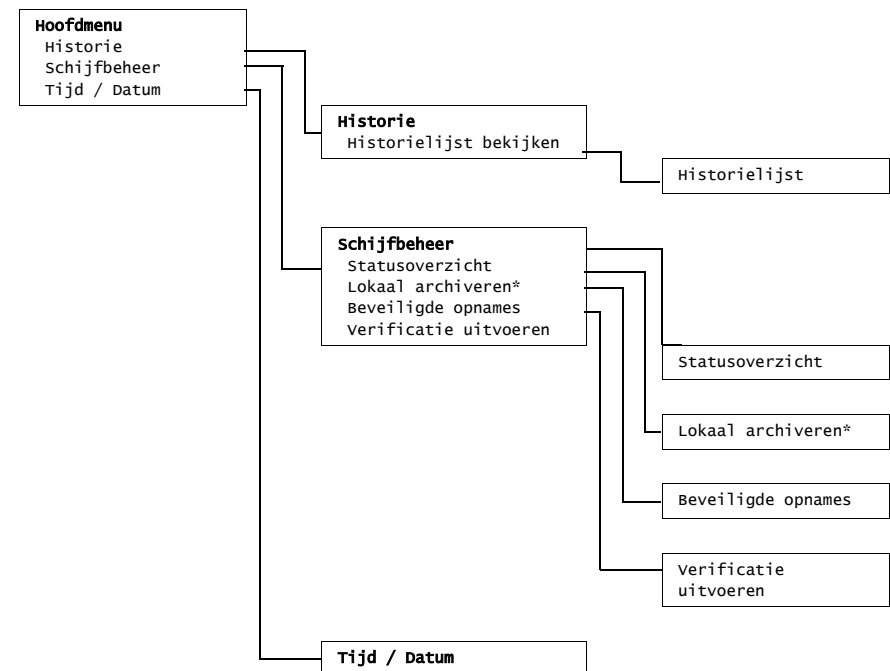 Hoofdmenu
Historie
Schijfbeheer
Tijd / Datum
Historie
Historielijst bekijken
Historielijst
Schijfbeheer
Statusoverzicht
Lokaal archiveren*
Beveiligde opnames
Verificatie uitvoeren
Statusoverzicht
Lokaal archiveren*
Beveiligde opnames
Verificatie
uitvoeren
Tijd / Datum